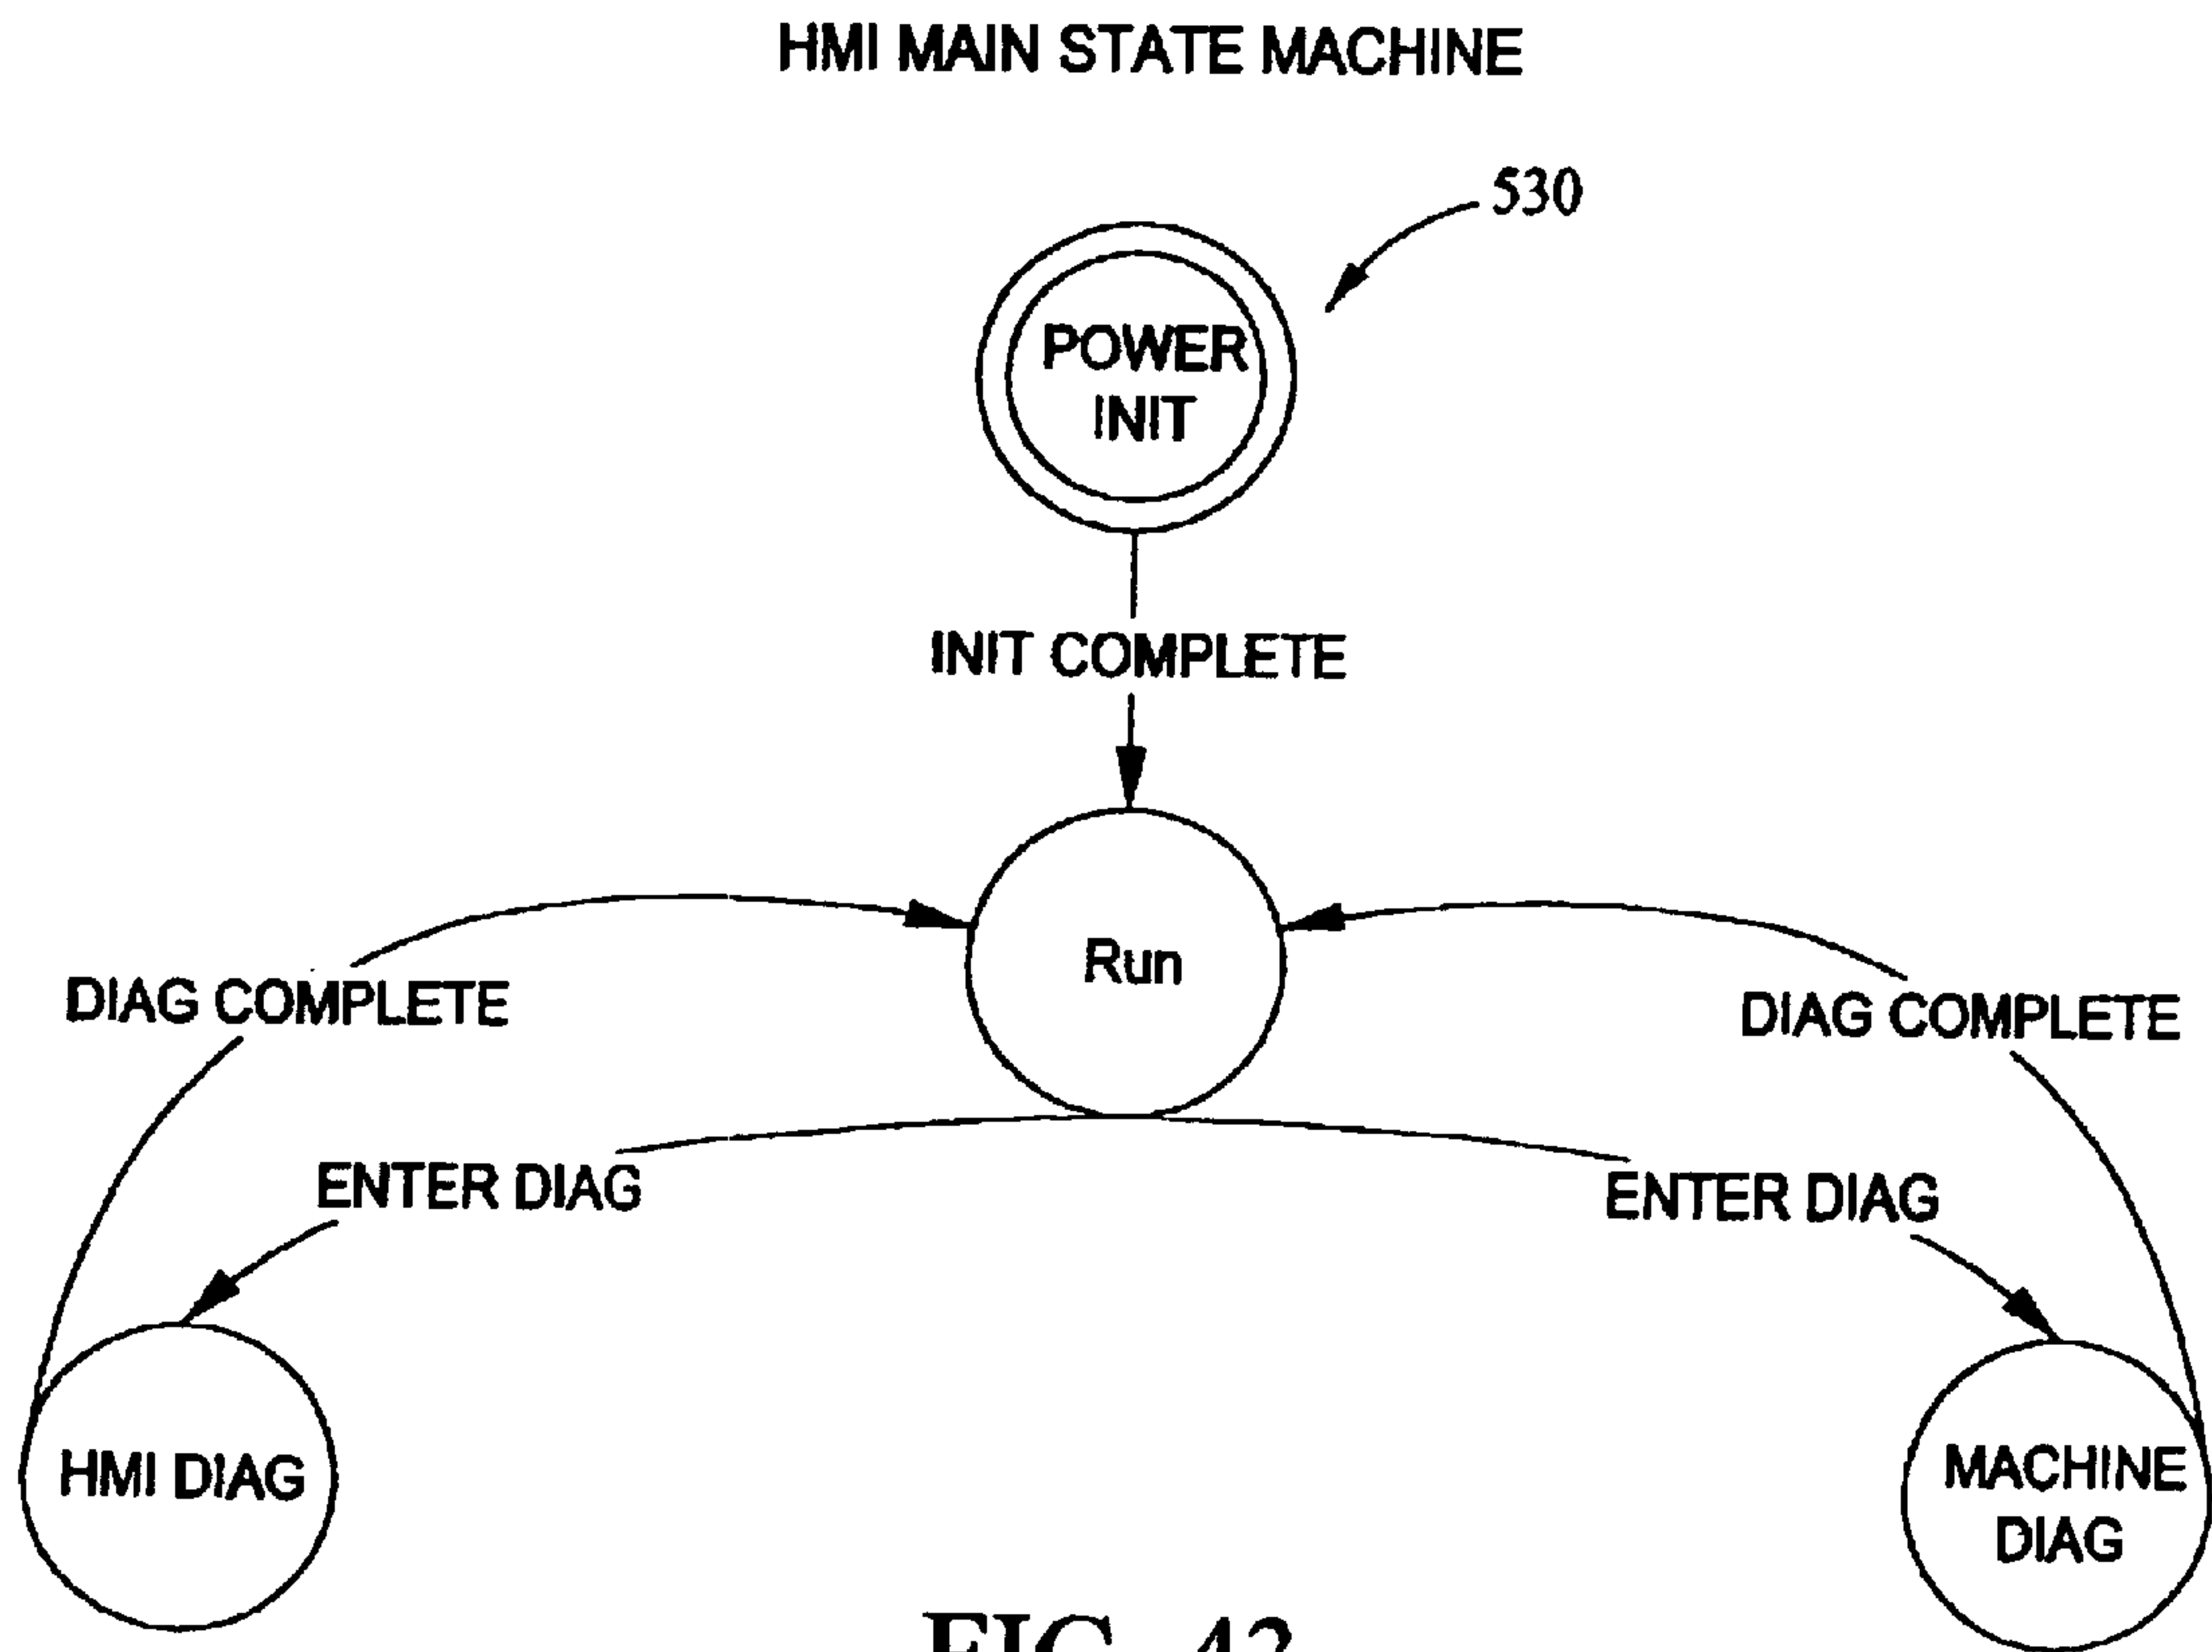 HMI MAIN STATE MACHINE
530
POWER
INIT
INIT COMPLETE
Run
DIAG COMPLETE
DIAG COMPLETE
ENTER DIAG
ENTER DIAG
HMI DIAG
MACHINE
DIAG